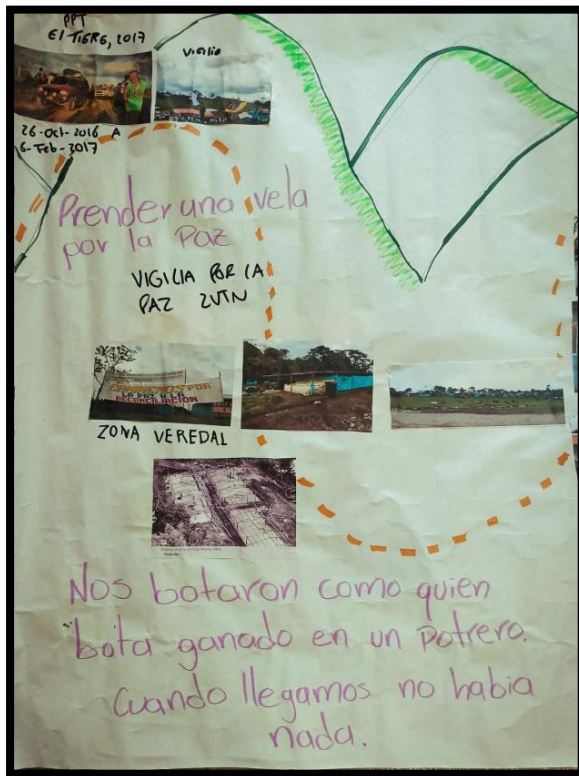 PPT
El TIGRE, 2017
Vigilia
26-Oct-2016 A
6-Feb-2017
Prender una vela
por la Paz
VIGILIA POR LA
PAZ ZVTN
POR
LA PAZ Y LA
RECONCILIACIÓN
ZONA VEREDAL
Nos botaron como quien
bota ganado en un Potrero.
Cuando llegamos no habia
nada.